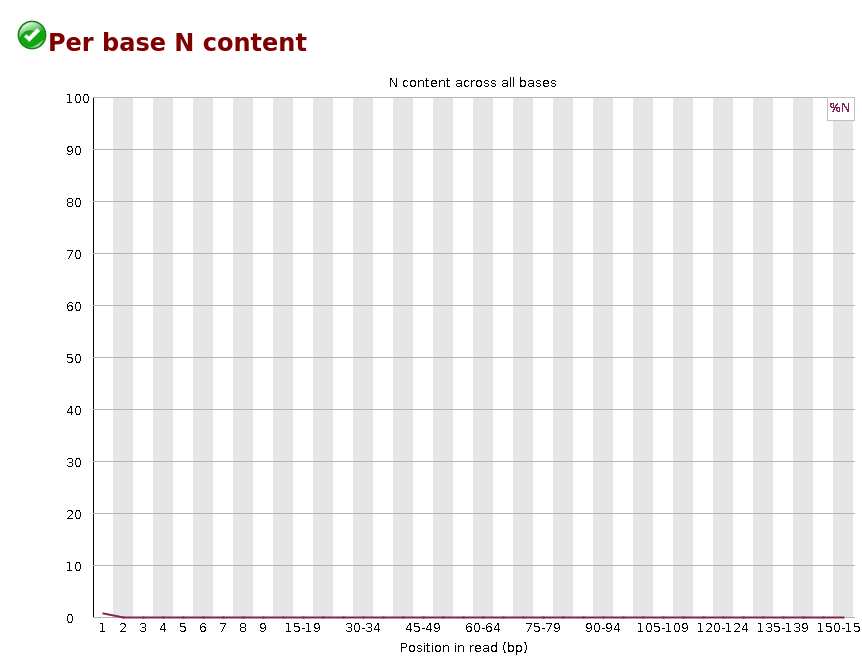 Per base N content
N content across all bases
%N
100
90
80
70
60
50
40
30
20
10
0
1 2 3 4 5 6 7 8 9 15-19 30-34 45-49 60-64 75-79 90-94 105-109 120-124 135-139 150-15
Position in read (bp)